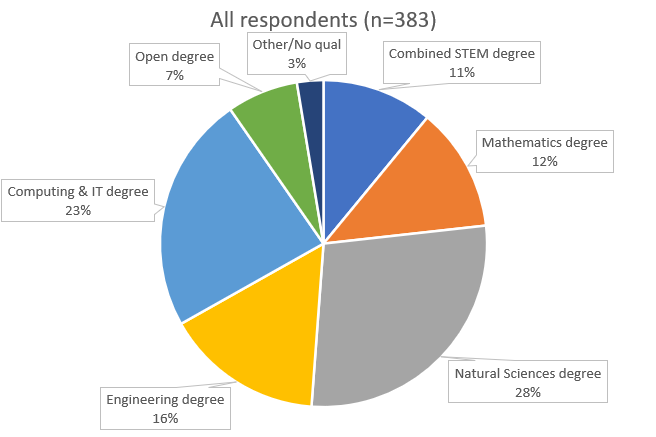 All respondents (n=383)
Other/No qual
3%
Combined STEM degree
11%
Open degree
7%
Mathematics degree
12%
Computing & IT degree
23%
Natural Sciences degree
28%
Engineering degree
16%